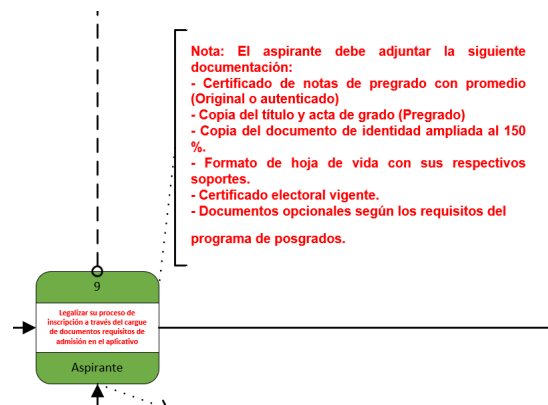 Nota: El aspirante debe adjuntar la siguiente
documentación:
- Certificado de notas de pregrado con promedio
(Original o autenticado)
- Copia del título y acta de grado (Pregrado)
- Copia del documento de identidad ampliada al 150
%.
- Formato de hoja de vida con sus respectivos
soportes.
- Certificado electoral vigente.
- Documentos opcionales según los requisitos del
programa de posgrados.
9
Legalizar su proceso de
inscripción a través del cargue
de documentos requisitos de
admisión en el aplicativo
Aspirante